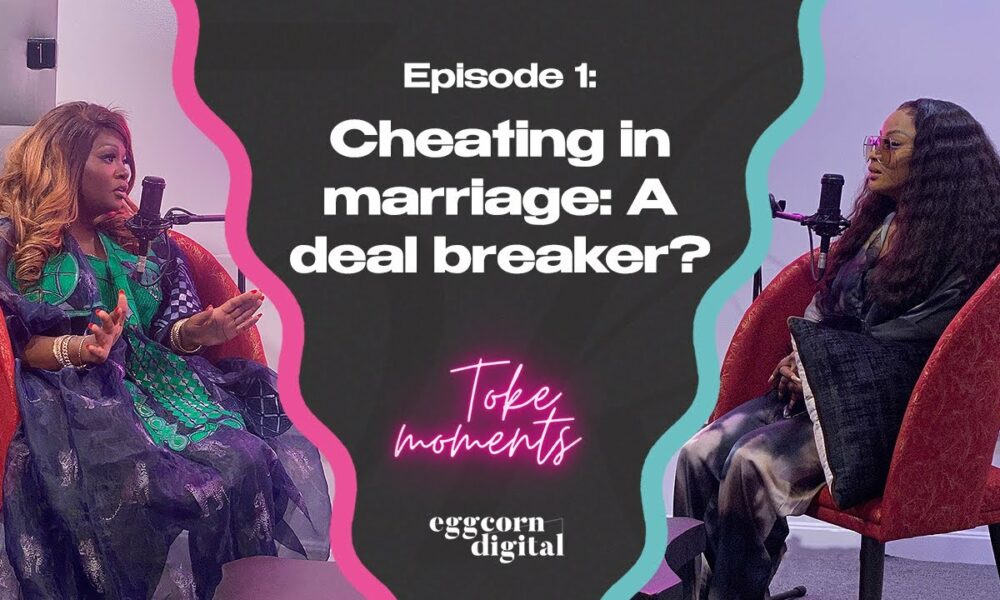 Episode 1:
Cheating in
marriage: A
deal breaker?
Toke
moments
eggcorn
digital